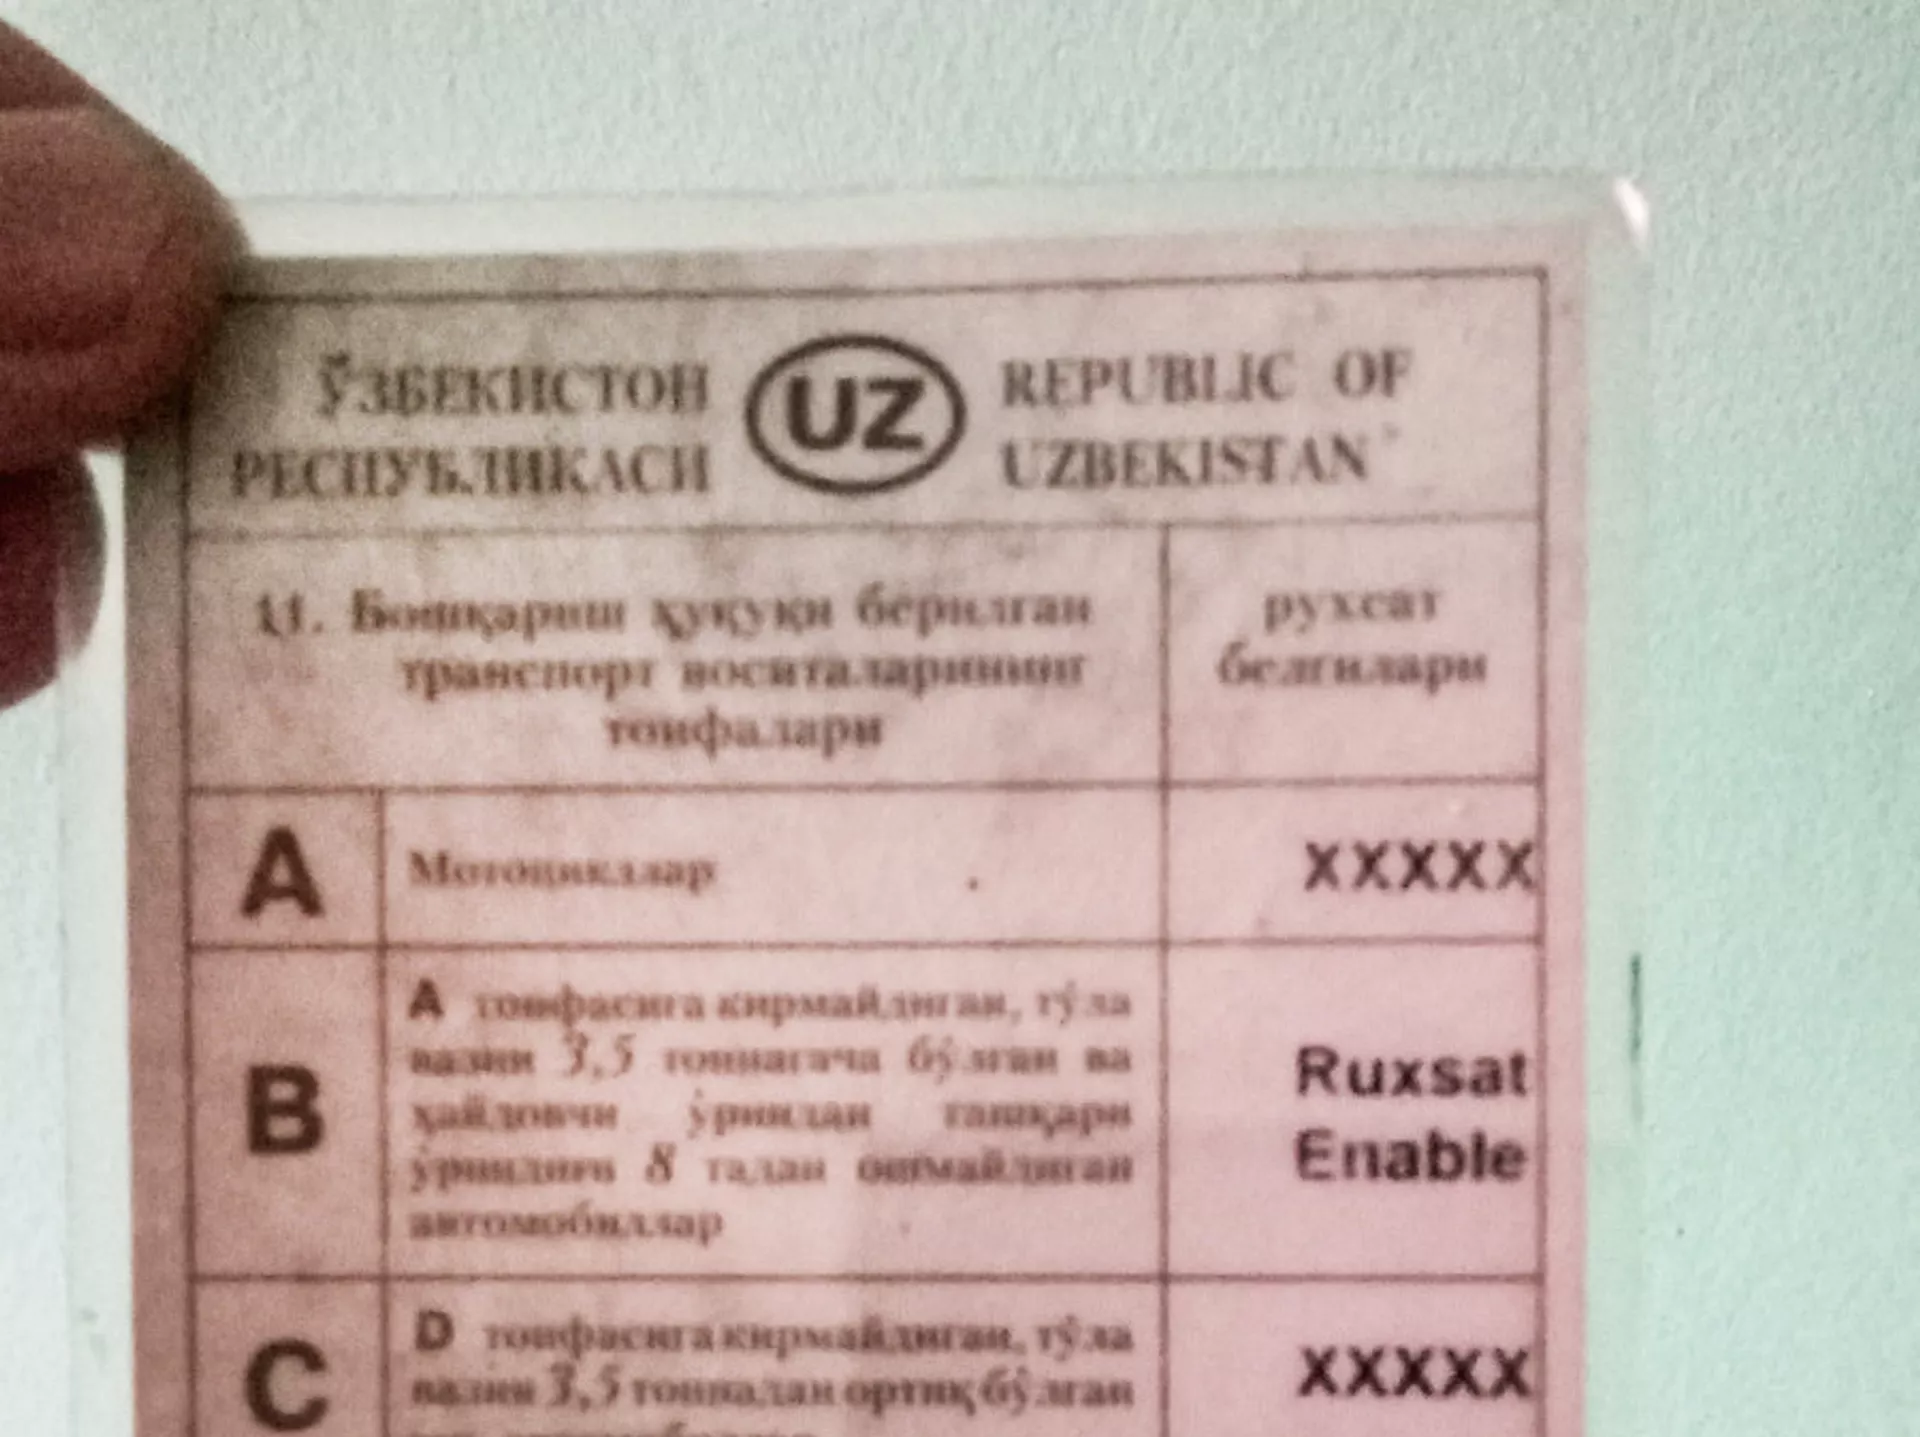 ЎЗБЕКИСТОН
РЕСПУБЛИКАСИ
UZ
REPUBLIC OF
UZBEKISTAN
11. Бошқариш ҳуқуқи берилган
транспорт воситаларининг
тоифалари
рухсат
белгилари
A
Мотоцикллар
XXXXX
B
A тоифасига кирмайдиган, тўла
вазни 3,5 тоннагача бўлган ва
ҳайдовчи ўриндан ташқари
ўриндиғи 8 тадан ошмайдиган
автомобиллар
Ruxsat
Enable
C
D тоифасига кирмайдиган, тўла
вазни 3,5 тоннадан ортиқ бўлган
XXXXX